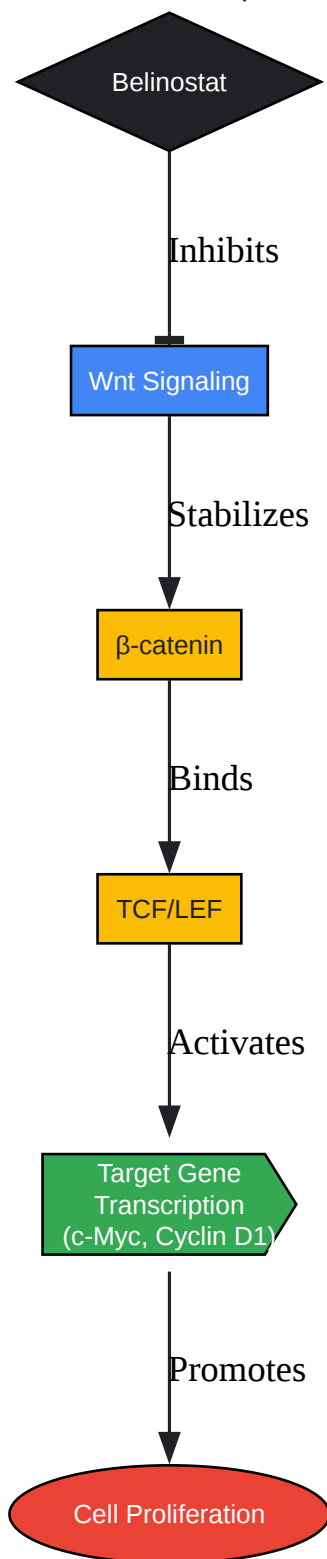 Belinostat
Inhibits
Wnt Signaling
Stabilizes
β-catenin
Binds
TCF/LEF
Activates
Target Gene
Transcription
(c-Myc, Cyclin D1)
Promotes
Cell Proliferation